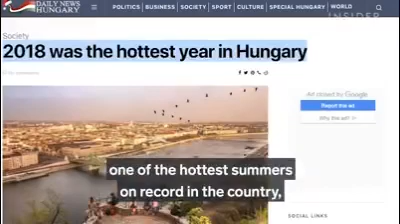 DAILY NEWS
HUNGARY
POLITICS BUSINESS SOCIETY SPORT CULTURE SPECIAL HUNGARY WORLD
INSIDER
Society
2018 was the hottest year in Hungary
Ad closed by Google
Report this ad
Why this ad?
one of the hottest summers
on record in the country,
SOCIAL LINKS